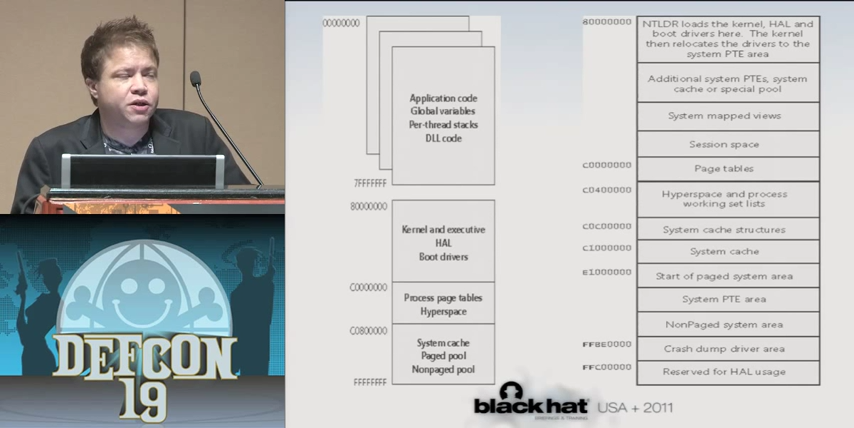 00000000
Application code
Global variables
Per-thread stacks
DLL code
7FFFFFFF
80000000
Kernel and executive
HAL
Boot drivers
C0000000
Process page tables
Hyperspace
C0800000
System cache
Paged pool
Nonpaged pool
FFFFFFFF
80000000
NTLDR loads the kernel, HAL and
boot drivers here. The kernel
then relocates the drivers to the
system PTE area
Additional system PTEs, system
cache or special pool
System mapped views
Session space
C0000000
Page tables
C0400000
Hyperspace and process
working set lists
C0C00000
System cache structures
C1000000
System cache
E1000000
Start of paged system area
System PTE area
NonPaged system area
FFBE0000
Crash dump driver area
FFC00000
Reserved for HAL usage
DEFCON
19
black hat USA + 2011